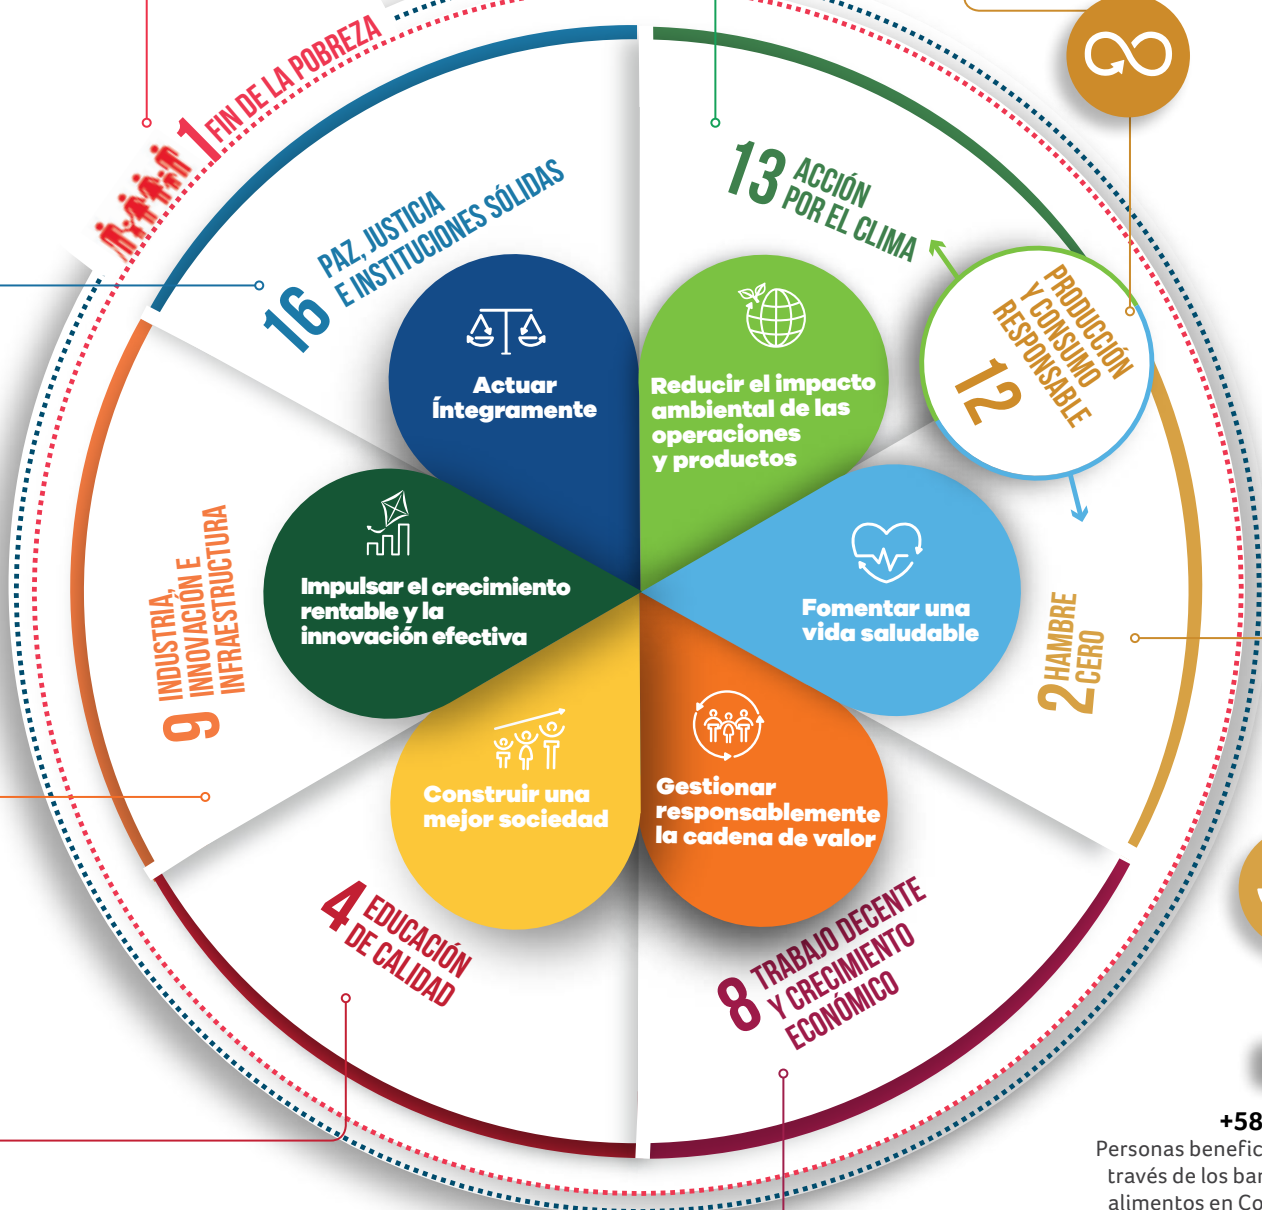 1 FIN DE LA POBREZA
16 PAZ, JUSTICIA
E INSTITUCIONES SÓLIDAS
13 ACCIÓN
POR EL CLIMA
12 PRODUCCIÓN
Y CONSUMO
RESPONSABLE
Actuar
Íntegramente
Reducir el impacto
ambiental de las
operaciones
y productos
Impulsar el crecimiento
rentable y la
innovación efectiva
Fomentar una
vida saludable
9 INDUSTRIA,
INNOVACIÓN E
INFRAESTRUCTURA
2 HAMBRE
CERO
Construir una
mejor sociedad
Gestionar
responsablemente
la cadena de valor
4 EDUCACIÓN
DE CALIDAD
8 TRABAJO DECENTE
Y CRECIMIENTO
ECONÓMICO
+58
Personas benefic
través de los
alimentos en Co